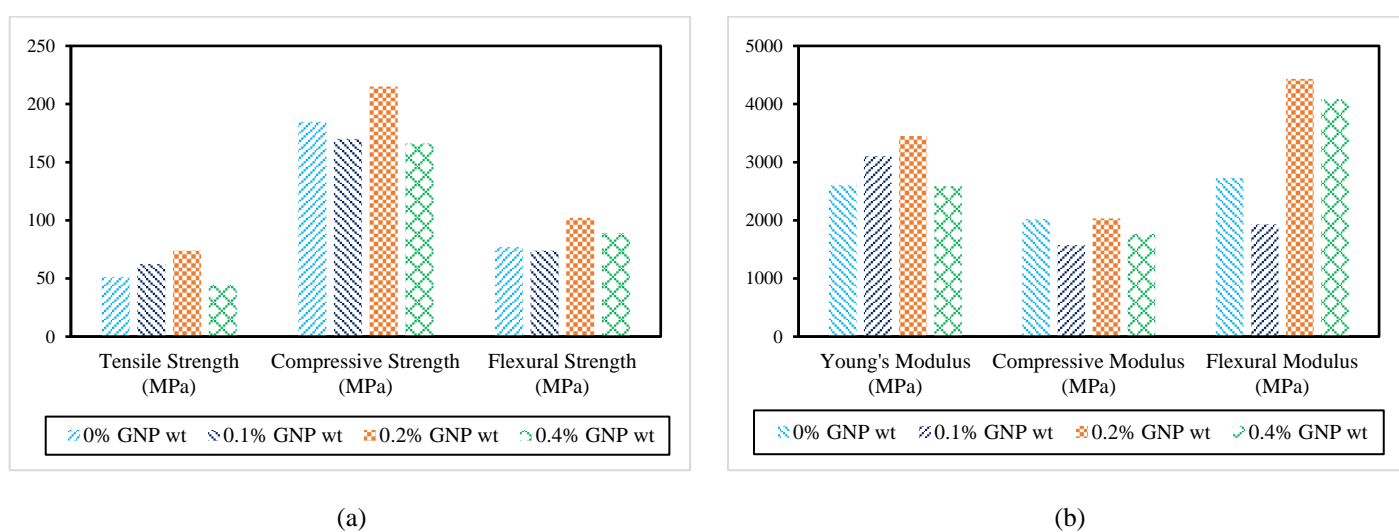 250
200
150
100
50
0
Tensile Strength (MPa)
Compressive Strength (MPa)
Flexural Strength (MPa)
0% GNP wt 0.1% GNP wt 0.2% GNP wt 0.4% GNP wt
(a)
5000
4000
3000
2000
1000
0
Young's Modulus (MPa)
Compressive Modulus (MPa)
Flexural Modulus (MPa)
0% GNP wt 0.1% GNP wt 0.2% GNP wt 0.4% GNP wt
(b)